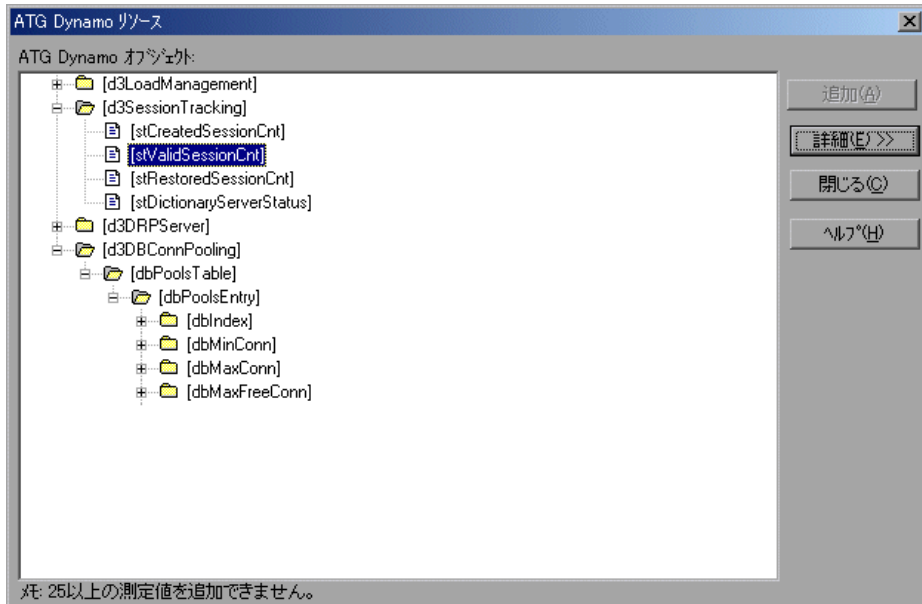 ATG Dynamo リソース
ATG Dynamo オブジェクト:
[d3LoadManagement]
[d3SessionTracking]
[stCreatedSessionCnt]
[stValidSessionCnt]
[stRestoredSessionCnt]
[stDictionaryServerStatus]
[d3DRPServer]
[d3DBConnPooling]
[dbPoolsTable]
[dbPoolsEntry]
[dbIndex]
[dbMinConn]
[dbMaxConn]
[dbMaxFreeConn]
追加(A)
詳細(E) >>
閉じる(C)
ヘルプ(H)
メモ: 25以上の測定値を追加できません。